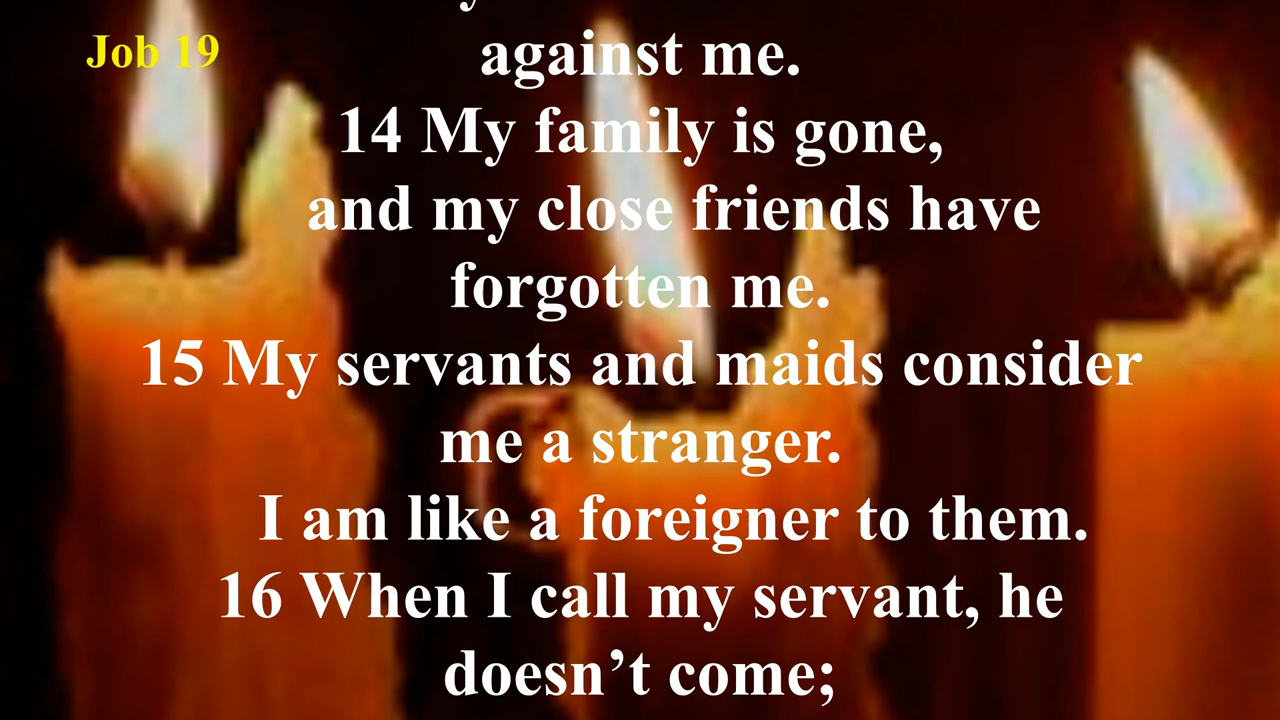 Job 19
against me.
14 My family is gone,
and my close friends have
forgotten me.
15 My servants and maids consider
me a stranger.
I am like a foreigner to them.
16 When I call my servant, he
doesn’t come;